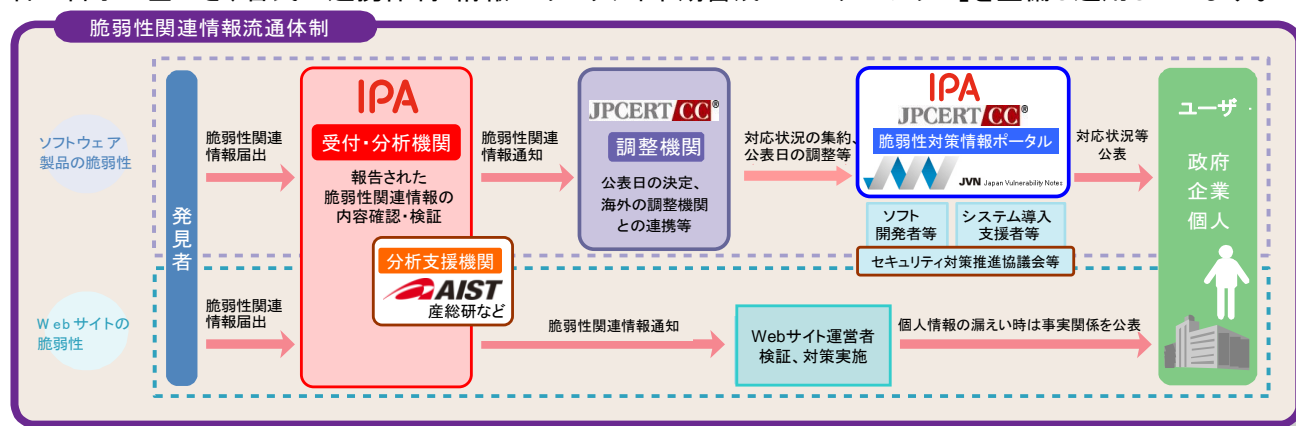 脆弱性関連情報流通体制
ソフトウェア
製品の脆弱性
発見者
脆弱性関連
情報届出
IPA
受付・分析機関
報告された
脆弱性関連情報の
内容確認・検証
分析支援機関
AIST
産総研など
脆弱性関連
情報通知
JPCERT CC®
調整機関
公表日の決定、
海外の調整機関
との連携等
対応状況の集約、
公表日の調整等
IPA
JPCERT CC®
脆弱性対策情報ポータル
JVN Japan Vulnerability Notes
ソフト
開発者等
システム導入
支援者等
セキュリティ対策推進協議会等
対応状況等
公表
ユーザ
政府
企業
個人
Webサイトの
脆弱性
脆弱性関連
情報届出
脆弱性関連情報通知
Webサイト運営者
検証、対策実施
個人情報の漏えい時は事実関係を公表